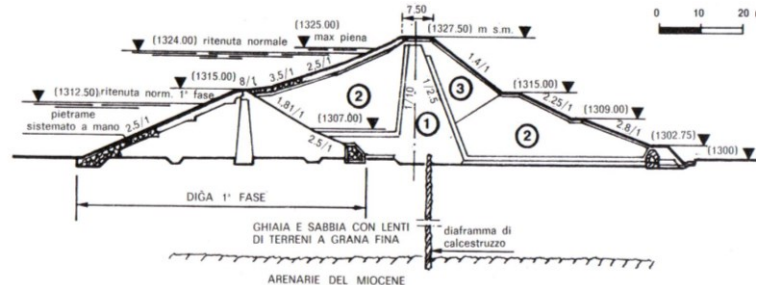 7.50
(1325.00)
(1327.50) m s.m.
0 10 20
(1324.00) ritenuta normale
max piena
(1312.50) ritenuta norm. 1ª fase
(1315.00)
8/1
3.5/1
2.5/1
1.4/1
(1315.00)
pietrame
sistemato a mano
2.5/1
1.81/1
2
(1307.00)
1/10
1/2.5
1
3
2.25/1
(1309.00)
2
2.8/1
(1302.75)
2.5/1
(1300)
DIGA 1ª FASE
GHIAIA E SABBIA CON LENTI
DI TERRENI A GRANA FINA
diaframma di
calcestruzzo
ARENARIE DEL MIOCENE